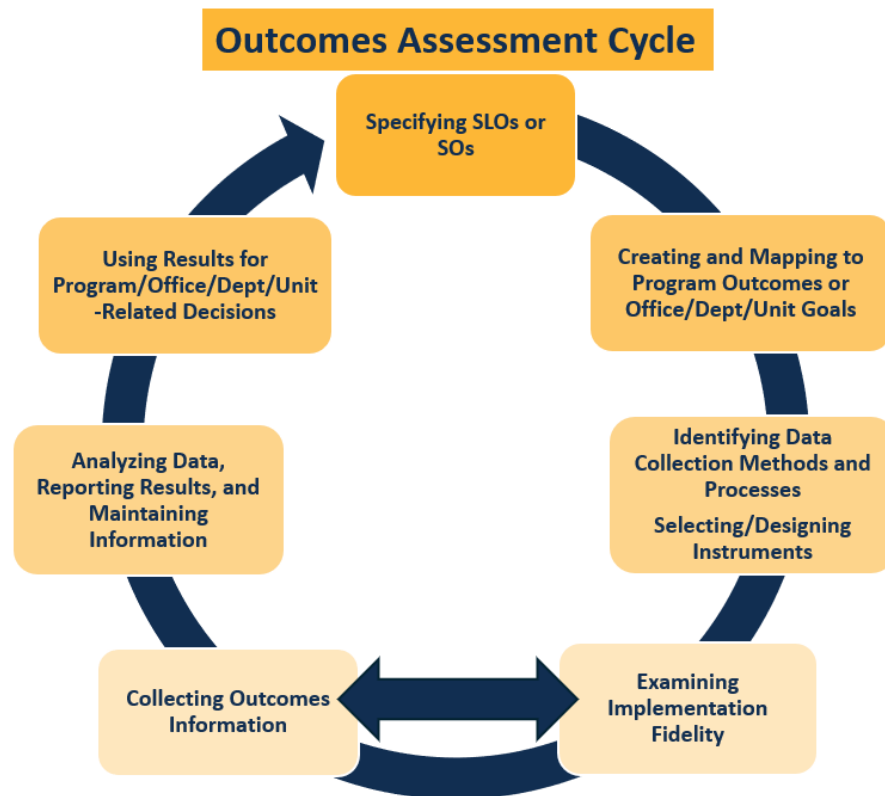 Outcomes Assessment Cycle
Specifying SLOs or
SOs
Creating and Mapping to
Program Outcomes or
Office/Dept/Unit Goals
Identifying Data
Collection Methods and
Processes
Selecting/Designing
Instruments
Examining
Implementation
Fidelity
Collecting Outcomes
Information
Analyzing Data,
Reporting Results, and
Maintaining
Information
Using Results for
Program/Office/Dept/Unit
-Related Decisions